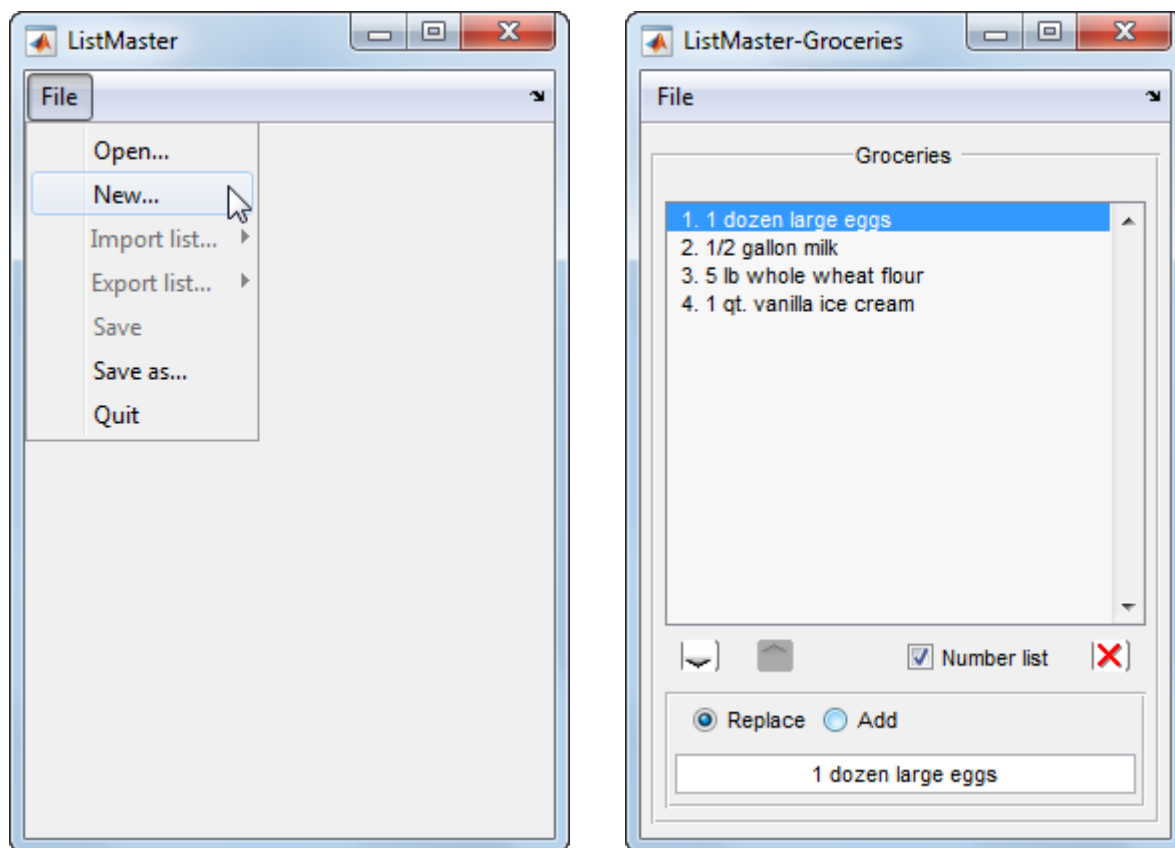 ListMaster
File
Open...
New...
Import list...
Export list...
Save
Save as...
Quit
ListMaster-Groceries
File
Groceries
1. 1 dozen large eggs
2. 1/2 gallon milk
3. 5 lb whole wheat flour
4. 1 qt. vanilla ice cream
Number list
Replace Add
1 dozen large eggs